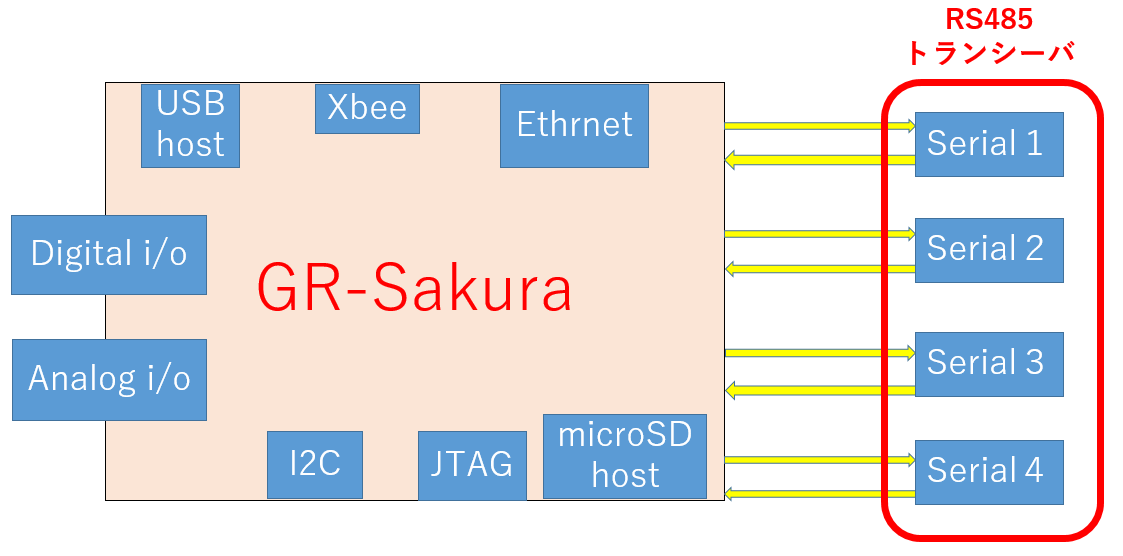 RS485
トランシーバ
USB
host
Xbee
Ethrnet
Serial 1
Digital i/o
Serial 2
GR-Sakura
Analog i/o
Serial 3
I2C
JTAG
microSD
host
Serial 4